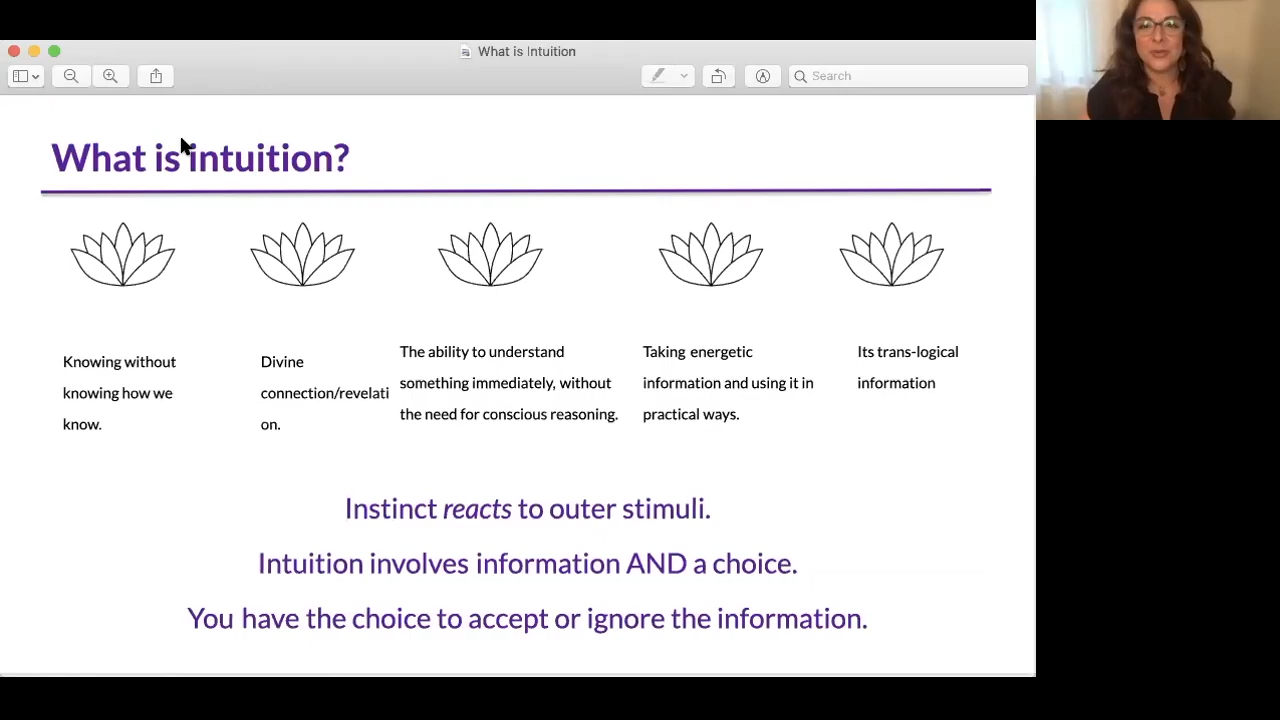 What is Intuition
Search
What is intuition?
Knowing without
knowing how we
know.
Divine
connection/revelati
on.
The ability to understand
something immediately, without
the need for conscious reasoning.
Taking energetic
information and using it in
practical ways.
Its trans-logical
information
Instinct reacts to outer stimuli.
Intuition involves information AND a choice.
You have the choice to accept or ignore the information.